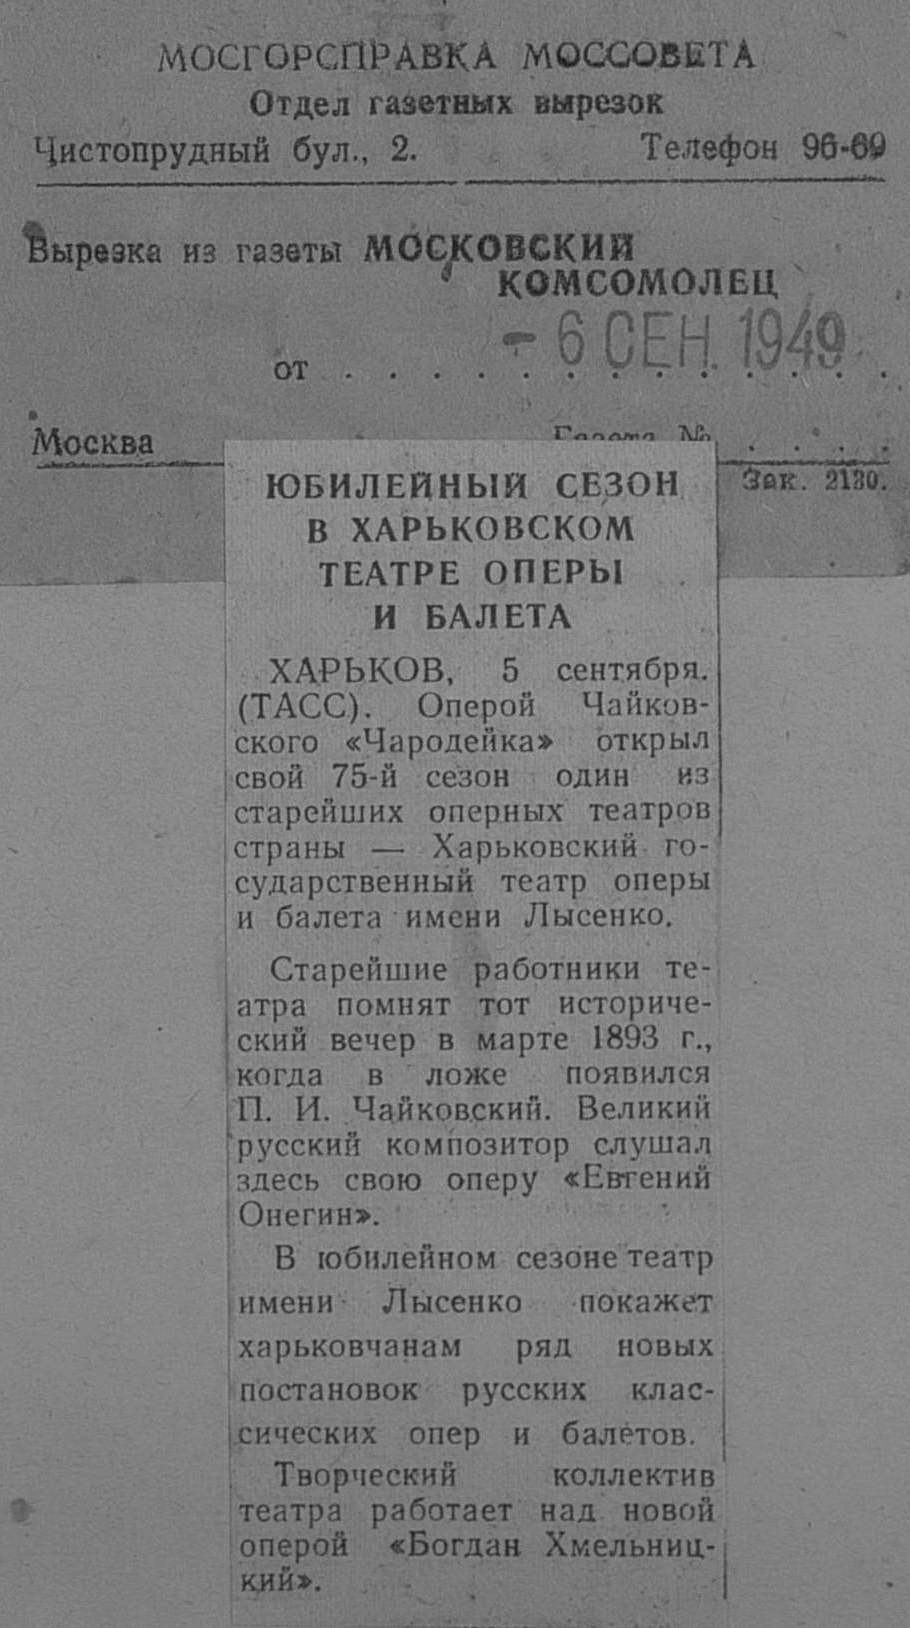 МОСГОРСПРАВКА МОССОВЕТА
Отдел газетных вырезок
Чистопрудный бул., 2. Телефон 96-69
Вырезка из газеты МОСКОВСКИЙ
КОМСОМОЛЕЦ
- 6 СЕН. 1949
от . . . . . . . . . . . . .
Москва Газета № . . . .
Зак. 2130.
ЮБИЛЕЙНЫЙ СЕЗОН
В ХАРЬКОВСКОМ
ТЕАТРЕ ОПЕРЫ
И БАЛЕТА
ХАРЬКОВ, 5 сентября.
(ТАСС). Оперой Чайков-
ского «Чародейка» открыл
свой 75-й сезон один из
старейших оперных театров
страны — Харьковский го-
сударственный театр оперы
и балета имени Лысенко.
Старейшие работники те-
атра помнят тот историче-
ский вечер в марте 1893 г.,
когда в ложе появился
П. И. Чайковский. Великий
русский композитор слушал
здесь свою оперу «Евгений
Онегин».
В юбилейном сезоне театр
имени Лысенко покажет
харьковчанам ряд новых
постановок русских клас-
сических опер и балетов.
Творческий коллектив
театра работает над новой
оперой «Богдан Хмельниц-
кий».